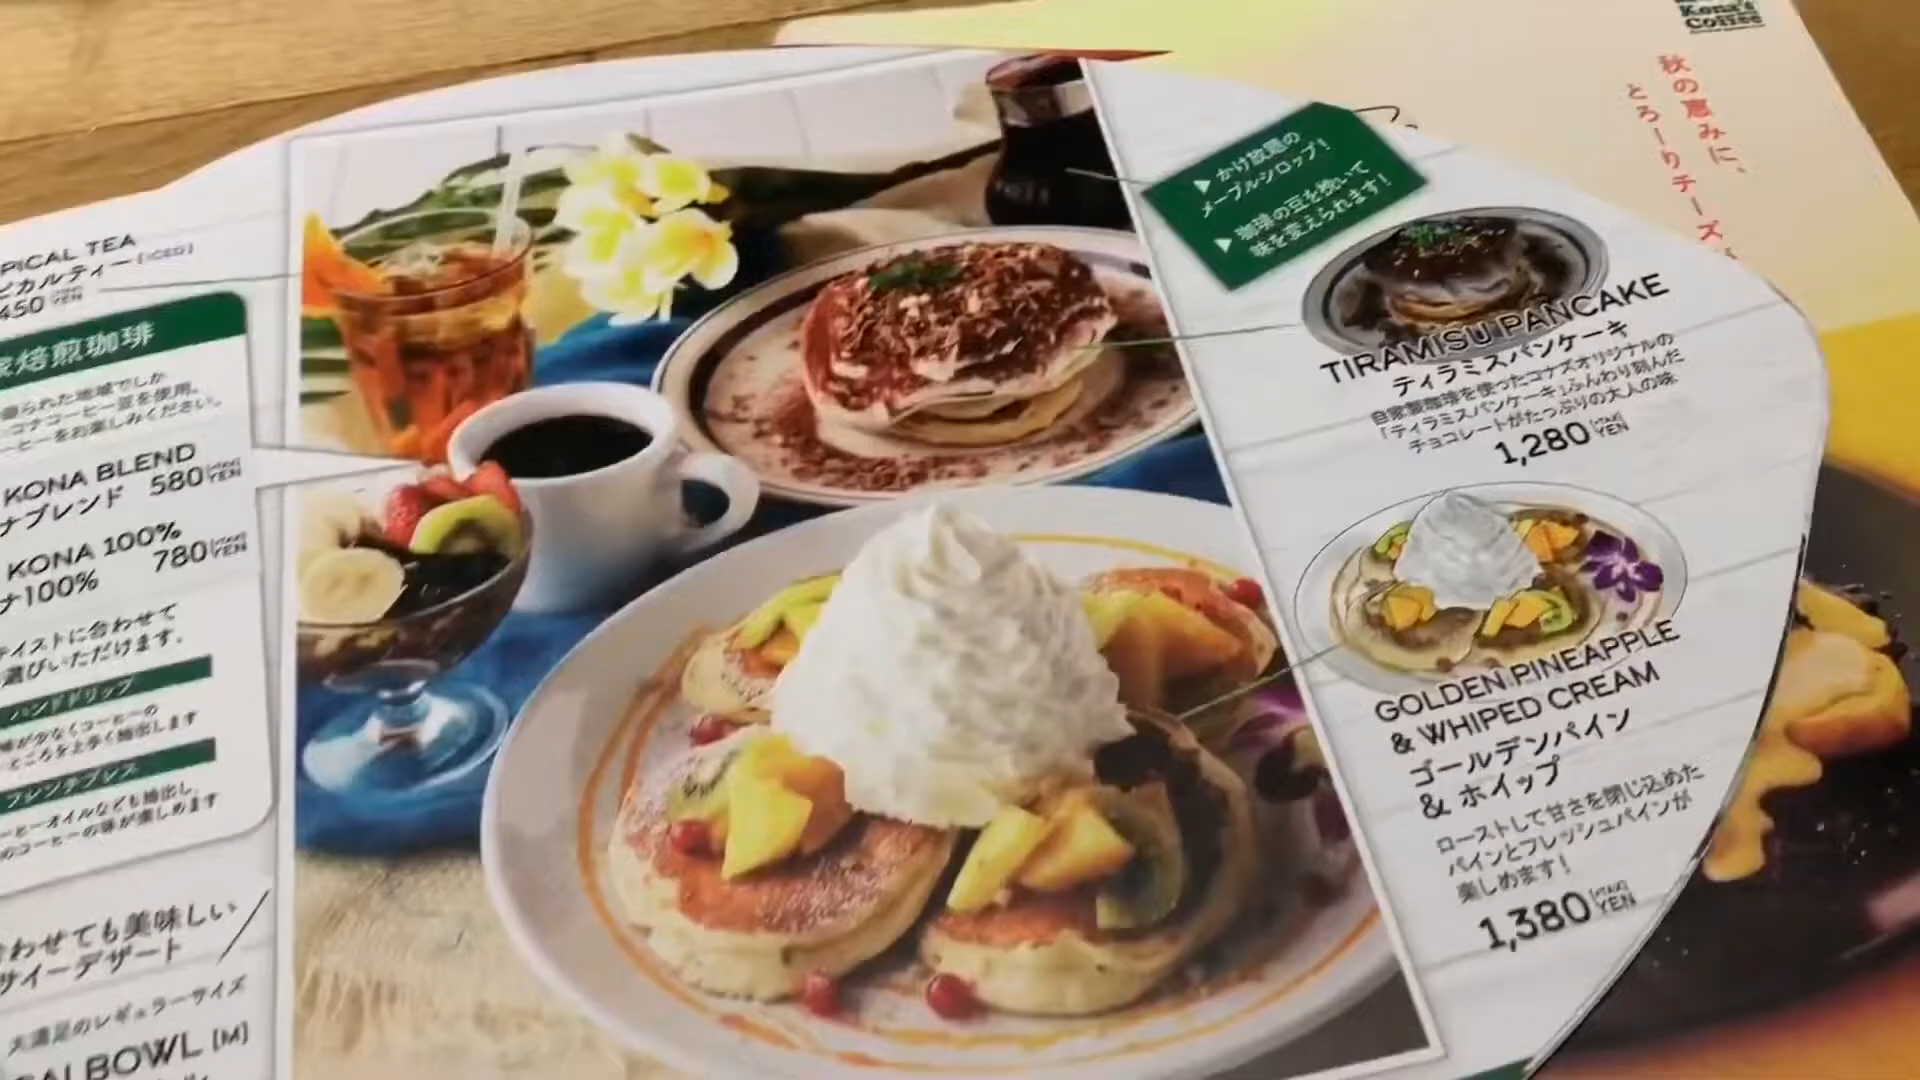 Kona's
Coffee
秋の恵みに、
とろーりチーズ
PICAL TEA
ピカルティー [ICED]
450 YEN
家焙煎珈琲
られた地域でしか
コナコーヒー豆を使用。
ーヒーをお楽しみください。
KONA BLEND
ナブレンド 580 YEN
KONA 100%
ナ100% 780 YEN
テイストに合わせて
選びいただけます。
ハンドドリップ
味が少なくコーヒーの
ところを上手く抽出します
フレンチプレス
ーヒーオイルなども抽出し、
のコーヒーの味が楽しめます
わせても美味しい
サイーデザート
大満足のレギュラーサイズ
BOWL [M]
▶ かけ放題の
メープルシロップ!
▶ 珈琲の豆を挽いて
味を変えられます!
TIRAMISU PANCAKE
ティラミスパンケーキ
自家製珈琲を使ったコナズオリジナルの
「ティラミスパンケーキ」ふんわり刻んだ
チョコレートがたっぷりの大人の味
1,280 YEN
GOLDEN PINEAPPLE
& WHIPED CREAM
ゴールデンパイン
& ホイップ
ローストして甘さを閉じ込めた
パインとフレッシュパインが
楽しめます!
1,380 YEN